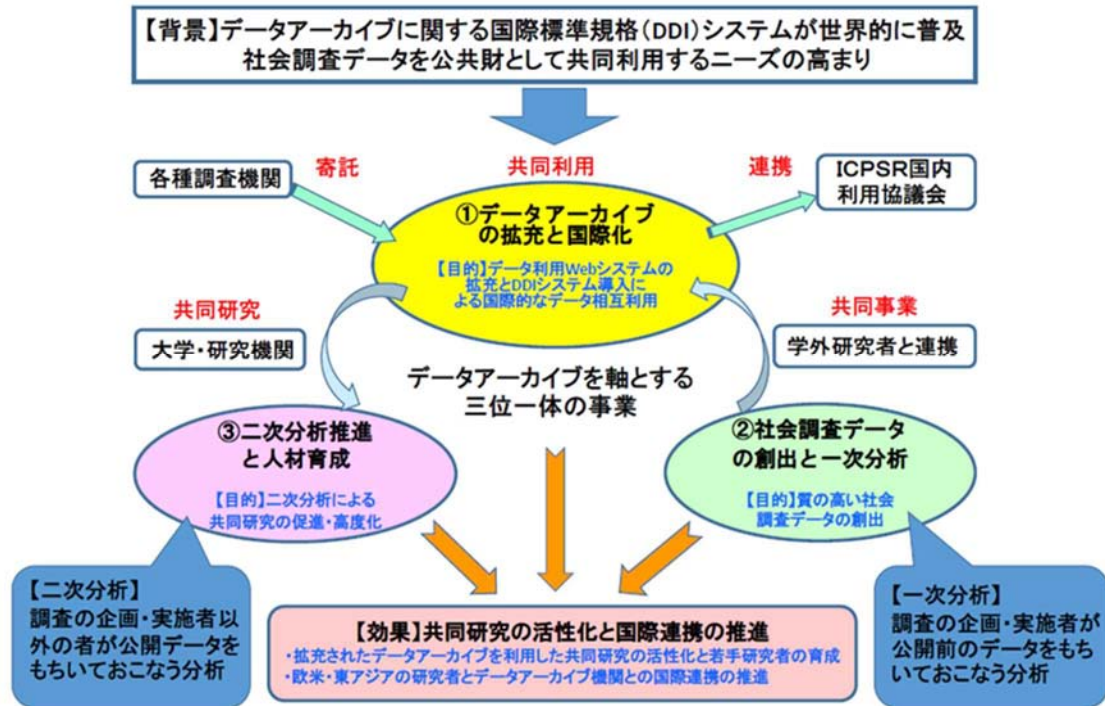 【背景】データアーカイブに関する国際標準規格(DDI)システムが世界的に普及
社会調査データを公共財として共同利用するニーズの高まり
寄託
共同利用
連携
各種調査機関
ICPSR国内
利用協議会
①データアーカイブ
の拡充と国際化
【目的】データ利用Webシステムの
拡充とDDIシステム導入に
よる国際的なデータ相互利用
共同研究
大学・研究機関
共同事業
学外研究者と連携
データアーカイブを軸とする
三位一体の事業
③二次分析推進
と人材育成
【目的】二次分析による
共同研究の促進・高度化
②社会調査データ
の創出と一次分析
【目的】質の高い社会
調査データの創出
【二次分析】
調査の企画・実施者以
外の者が公開データを
もちいておこなう分析
【一次分析】
調査の企画・実施者が
公開前のデータをもち
いておこなう分析
【効果】共同研究の活性化と国際連携の推進
・拡充されたデータアーカイブを利用した共同研究の活性化と若手研究者の育成
・欧米・東アジアの研究者とデータアーカイブ機関との国際連携の推進